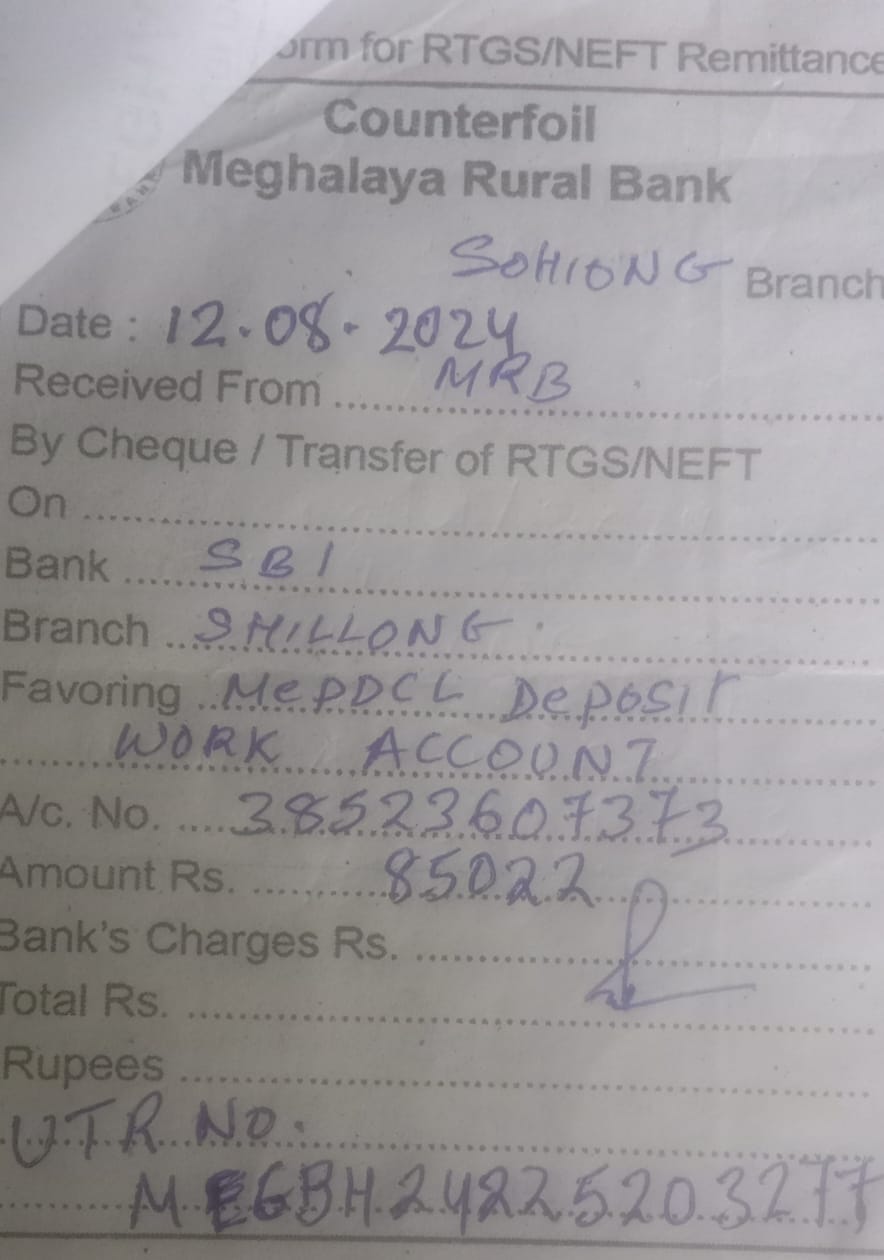 orm for RTGS/NEFT Remittance
Counterfoil
Meghalaya Rural Bank
SOHIONG Branch
Date : 12.08.2024
Received From MRB
By Cheque / Transfer of RTGS/NEFT
On
Bank SBI
Branch SHILLONG
Favoring MePDCL Deposit
WORK ACCOUNT
A/c. No. 38523607373
Amount Rs. 85022
Bank's Charges Rs.
Total Rs.
Rupees
UTR NO.
MEGBH24225203277